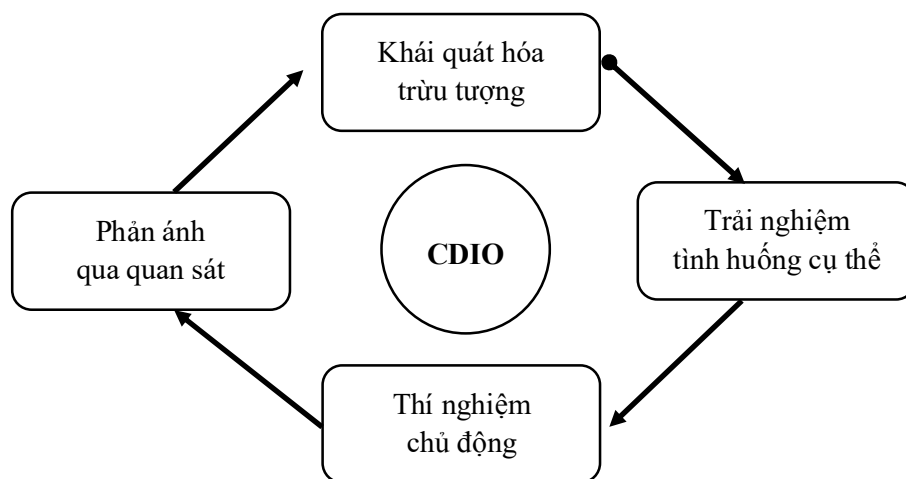 Khái quát hóa
trừu tượng
Phản ánh
qua quan sát
CDIO
Trải nghiệm
tình huống cụ thể
Thí nghiệm
chủ động